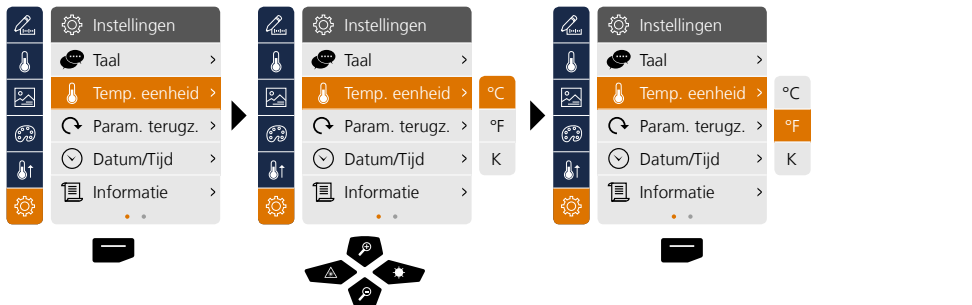 Instellingen
Taal
Temp. eenheid
Param. terugz.
Datum/Tijd
Informatie
Instellingen
Taal
Temp. eenheid
Param. terugz.
Datum/Tijd
Informatie
°C
°F
K
Instellingen
Taal
Temp. eenheid
Param. terugz.
Datum/Tijd
Informatie
°C
°F
K